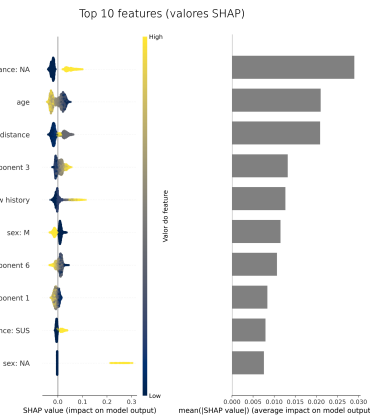 Top 10 features (valores SHAP)
High
ance: NA
age
distance
ponent 3
w history
sex: M
ponent 6
ponent 1
nce: SUS
sex: NA
Low
Valor do feature
0.0 0.1 0.2 0.3
SHAP value (impact on model output)
0.000 0.005 0.010 0.015 0.020 0.025 0.030
mean(|SHAP value|) (average impact on model output